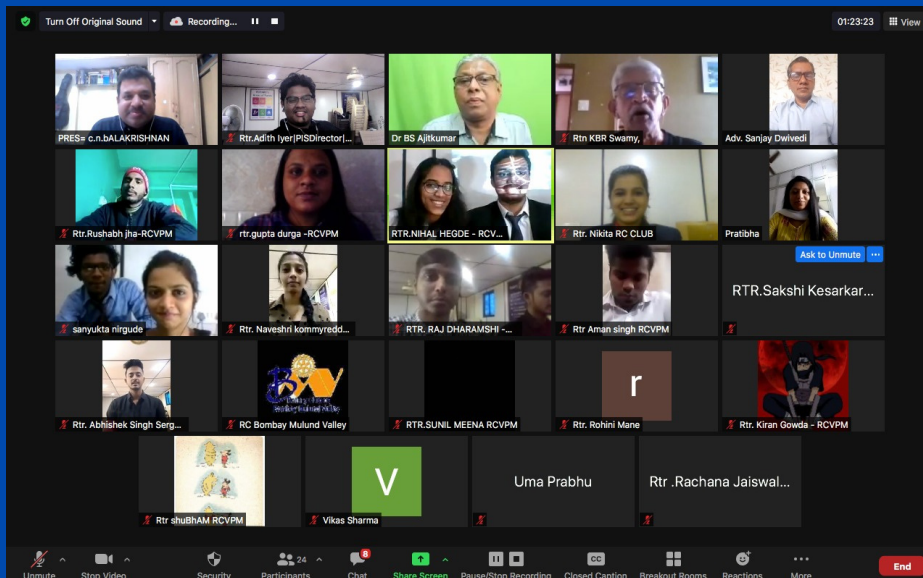 Turn Off Original Sound
Recording...
01:23:23
View
PRES= c.n.bALAKRISHNAN
Rtr.Adith Iyer|PISDirector|...
Dr BS Ajitkumar
Rtn KBR Swamy,
Adv. Sanjay Dwivedi
Rtr.Rushabh jha-RCVPM
rtr.gupta durga -RCVPM
RTR.NIHAL HEGDE - RCV...
Rtr. Nikita RC CLUB
Pratibha
Ask to Unmute ...
sanyukta nirgude
Rtr. Naveshri kommyredd...
RTR. RAJ DHARAMSHI -...
Rtr Aman singh RCVPM
RTR.Sakshi Kesarkar...
Rtr. Abhishek Singh Serg...
RC Bombay Mulund Valley
RTR.SUNIL MEENA RCVPM
r
Rtr. Rohini Mane
Rtr. Kiran Gowda - RCVPM
Rtr shuBhAM RCVPM
V
Vikas Sharma
Uma Prabhu
Rtr .Rachana Jaiswal...
Unmute
Stop Video
Security
24
Participants
8
Chat
Share Screen
Pause/Stop Recording
CC
Closed Caption
Breakout Rooms
Reactions
More
End